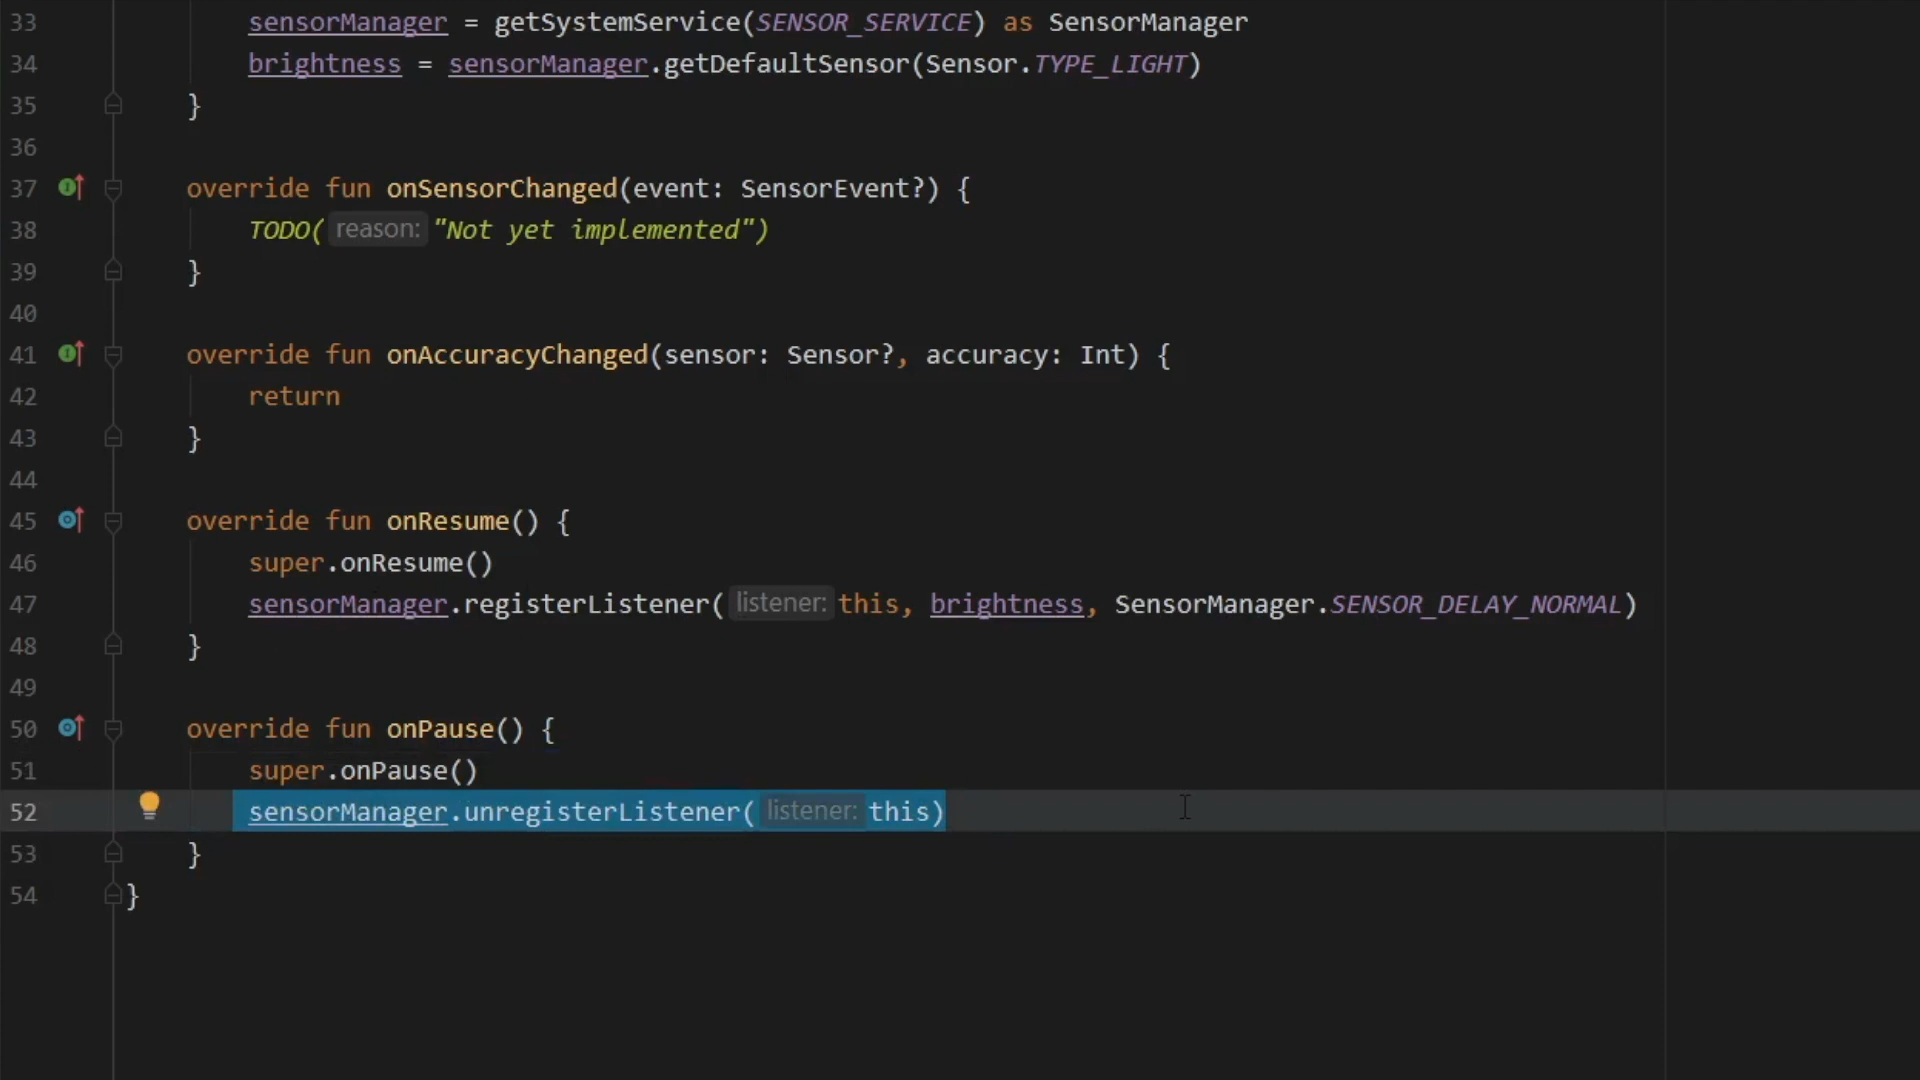 33 sensorManager = getSystemService(SENSOR_SERVICE) as SensorManager
34 brightness = sensorManager.getDefaultSensor(Sensor.TYPE_LIGHT)
35 }
36
37 override fun onSensorChanged(event: SensorEvent?) {
38 TODO( reason: "Not yet implemented")
39 }
40
41 override fun onAccuracyChanged(sensor: Sensor?, accuracy: Int) {
42 return
43 }
44
45 override fun onResume() {
46 super.onResume()
47 sensorManager.registerListener( listener: this, brightness, SensorManager.SENSOR_DELAY_NORMAL)
48 }
49
50 override fun onPause() {
51 super.onPause()
52 sensorManager.unregisterListener( listener: this)
53 }
54 }